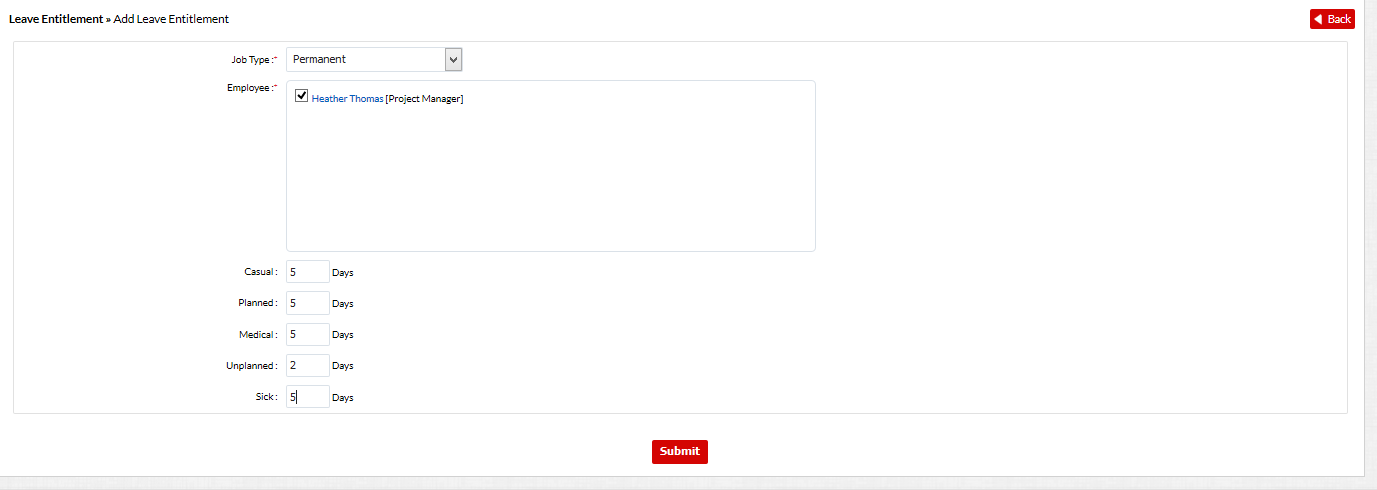 Leave Entitlement » Add Leave Entitlement
Back
Job Type :*
Permanent
Employee :*
Heather Thomas [Project Manager]
Casual : 5 Days
Planned : 5 Days
Medical : 5 Days
Unplanned : 2 Days
Sick : 5 Days
Submit